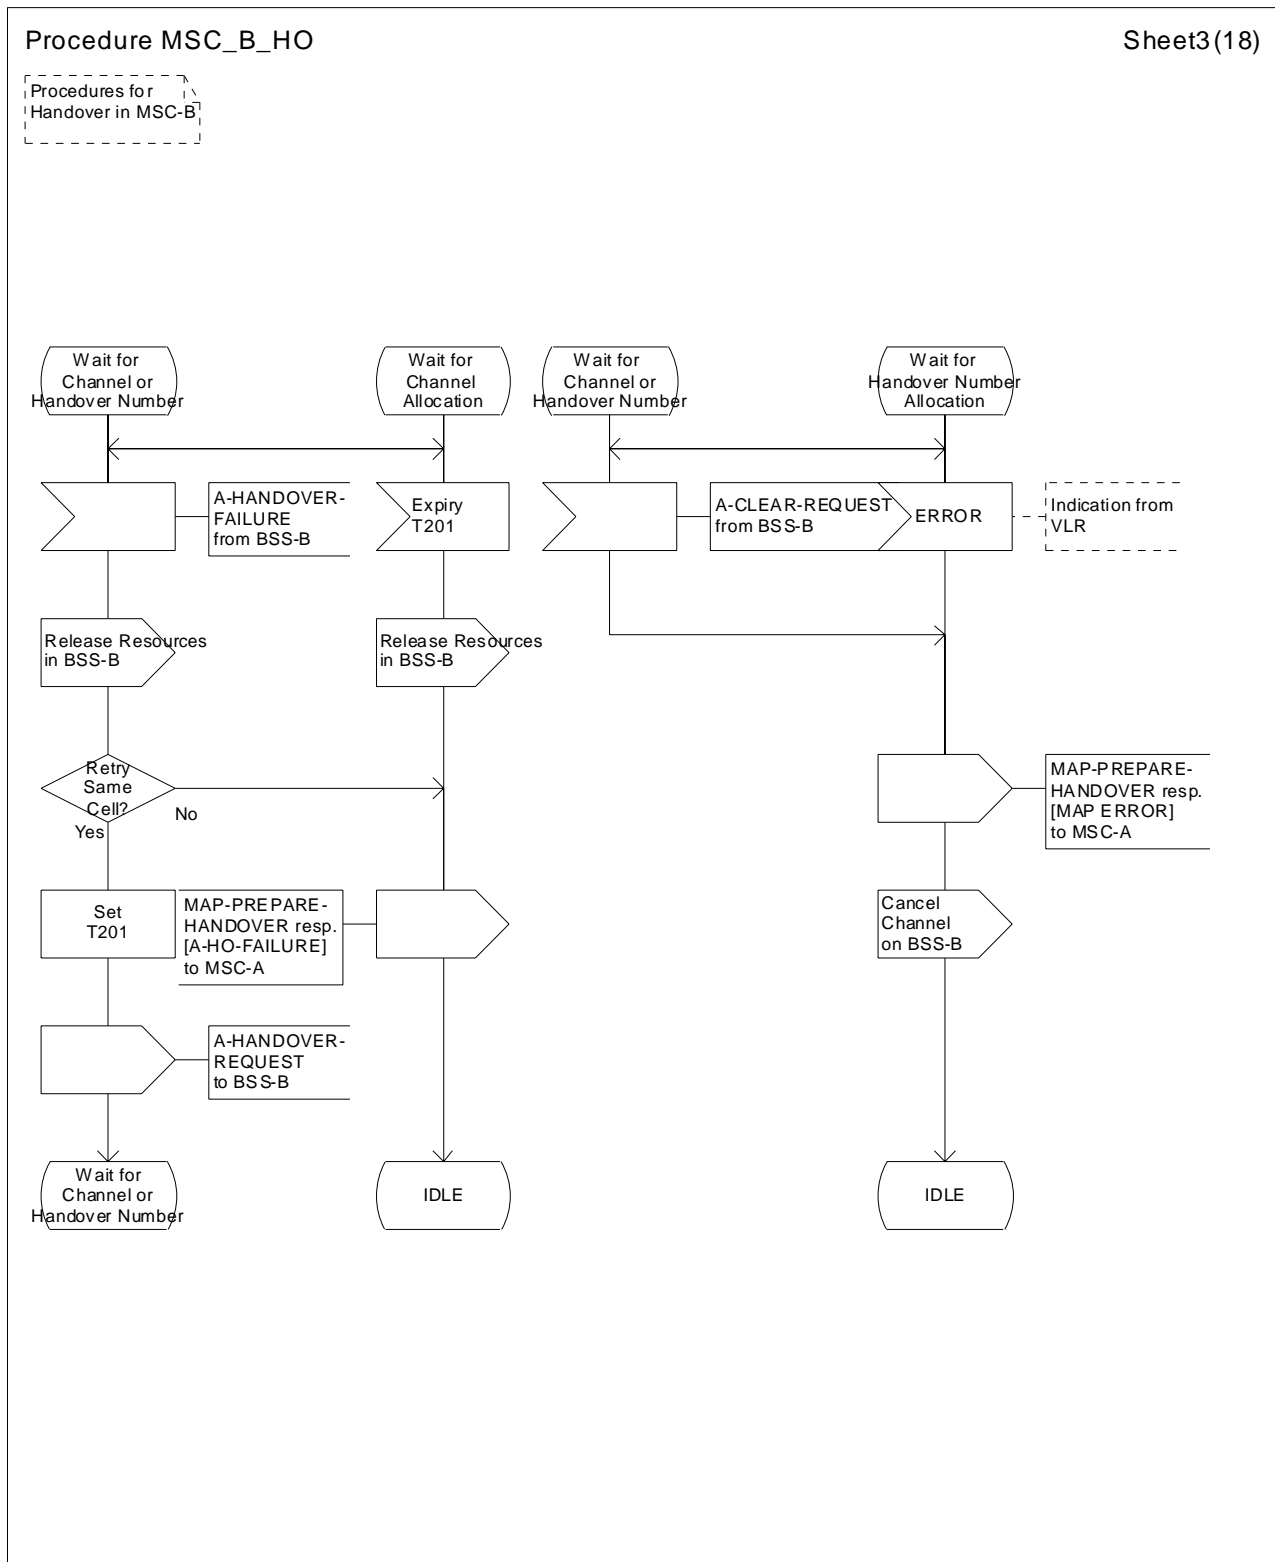 Procedure MSC_B_HO
Sheet3(18)
Procedures for
Handover in MSC-B
Wait for
Channel or
Handover Number
Wait for
Channel
Allocation
Wait for
Channel or
Handover Number
Wait for
Handover Number
Allocation
A-HANDOVER-
FAILURE
from BSS-B
Expiry
T201
A-CLEAR-REQUEST
from BSS-B
ERROR
Indication from
VLR
Release Resources
in BSS-B
Release Resources
in BSS-B
Retry
Same
Cell?
No
Yes
MAP-PREPARE-
HANDOVER resp.
[MAP ERROR]
to MSC-A
Set
T201
MAP-PREPARE-
HANDOVER resp.
[A-HO-FAILURE]
to MSC-A
Cancel
Channel
on BSS-B
A-HANDOVER-
REQUEST
to BSS-B
Wait for
Channel or
Handover Number
IDLE
IDLE